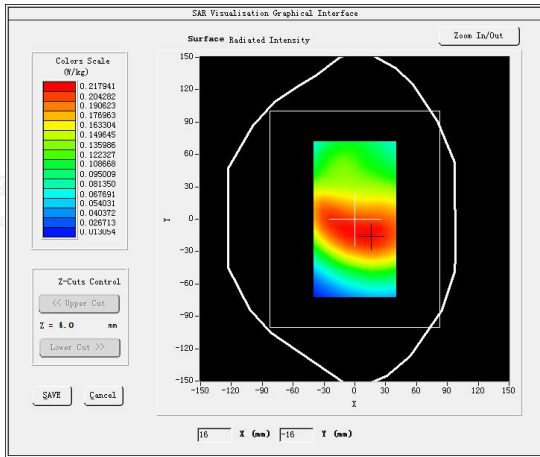 SAR Visualisation Graphical Interface
Surface Radiated Intensity
Zoom In/Out
Colors Scale
(W/kg)
0.217941
0.204282
0.190623
0.176963
0.163304
0.149645
0.135986
0.122327
0.108668
0.095009
0.081350
0.067691
0.054031
0.040372
0.026713
0.013054
150
120
90
60
30
0
-30
-60
-90
-120
-150
Y
-150 -120 -90 -60 -30 0 30 60 90 120 150
X
Z-Cuts Control
<< Upper Cut
Z = mm
Lower Cut >>
SAVE Cancel
16 X (mm) -16 Y (mm)